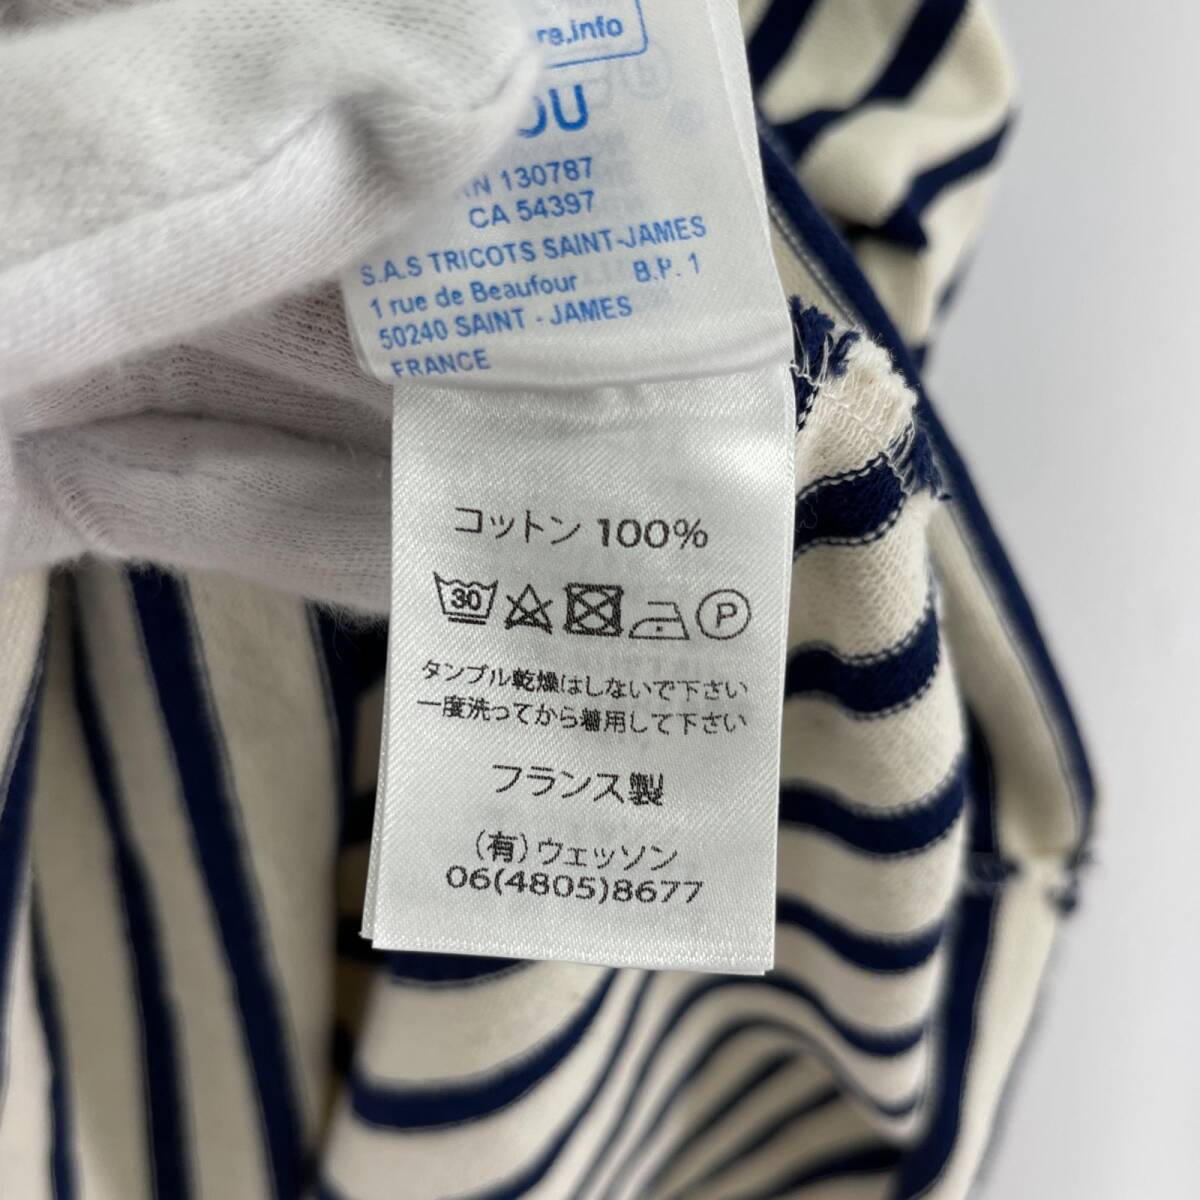 re.info
130787
CA 54397
S.A.S TRICOTS SAINT-JAMES
1 rue de Beaufour B.P. 1
50240 SAINT - JAMES
FRANCE
コットン 100%
30 P
タンブル乾燥はしないで下さい
一度洗ってから着用して下さい
フランス製
(有)ウェッソン
06(4805)8677